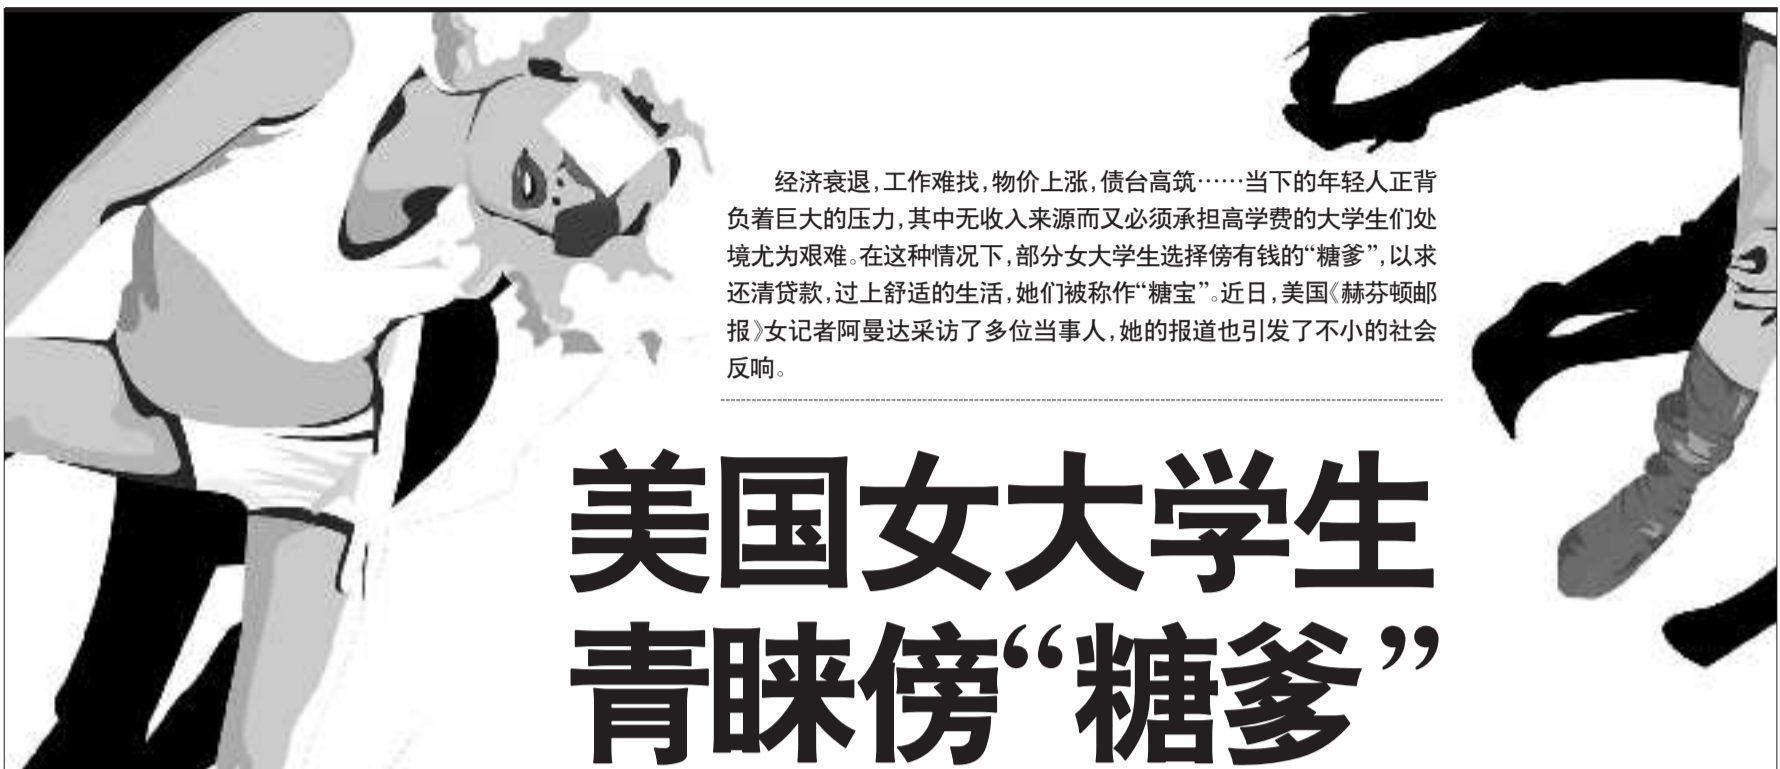 经济衰退,工作难找,物价上涨,债台高筑……当下的年轻人正背
负着巨大的压力,其中无收入来源而又必须承担高学费的大学生们处
境尤为艰难。在这种情况下,部分女大学生选择傍有钱的“糖爹”,以求
还清贷款,过上舒适的生活,她们被称作“糖宝”。近日,美国《赫芬顿邮
报》女记者阿曼达采访了多位当事人,她的报道也引发了不小的社会
反响。
美国女大学生
青睐傍“糖爹”